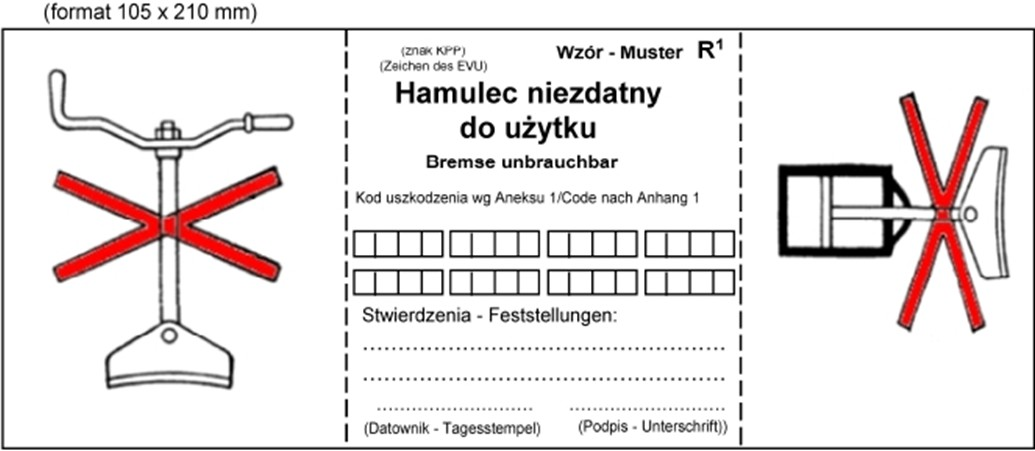 (format 105 x 210 mm)
(znak KPP)
(Zeichen des EVU)
Wzór - Muster R¹
Hamulec niezdatny
do użytku
Bremse unbrauchbar
Kod uszkodzenia wg Aneksu 1/Code nach Anhang 1
Stwierdzenia - Feststellungen:
(Datownik - Tagesstempel) (Podpis - Unterschrift))